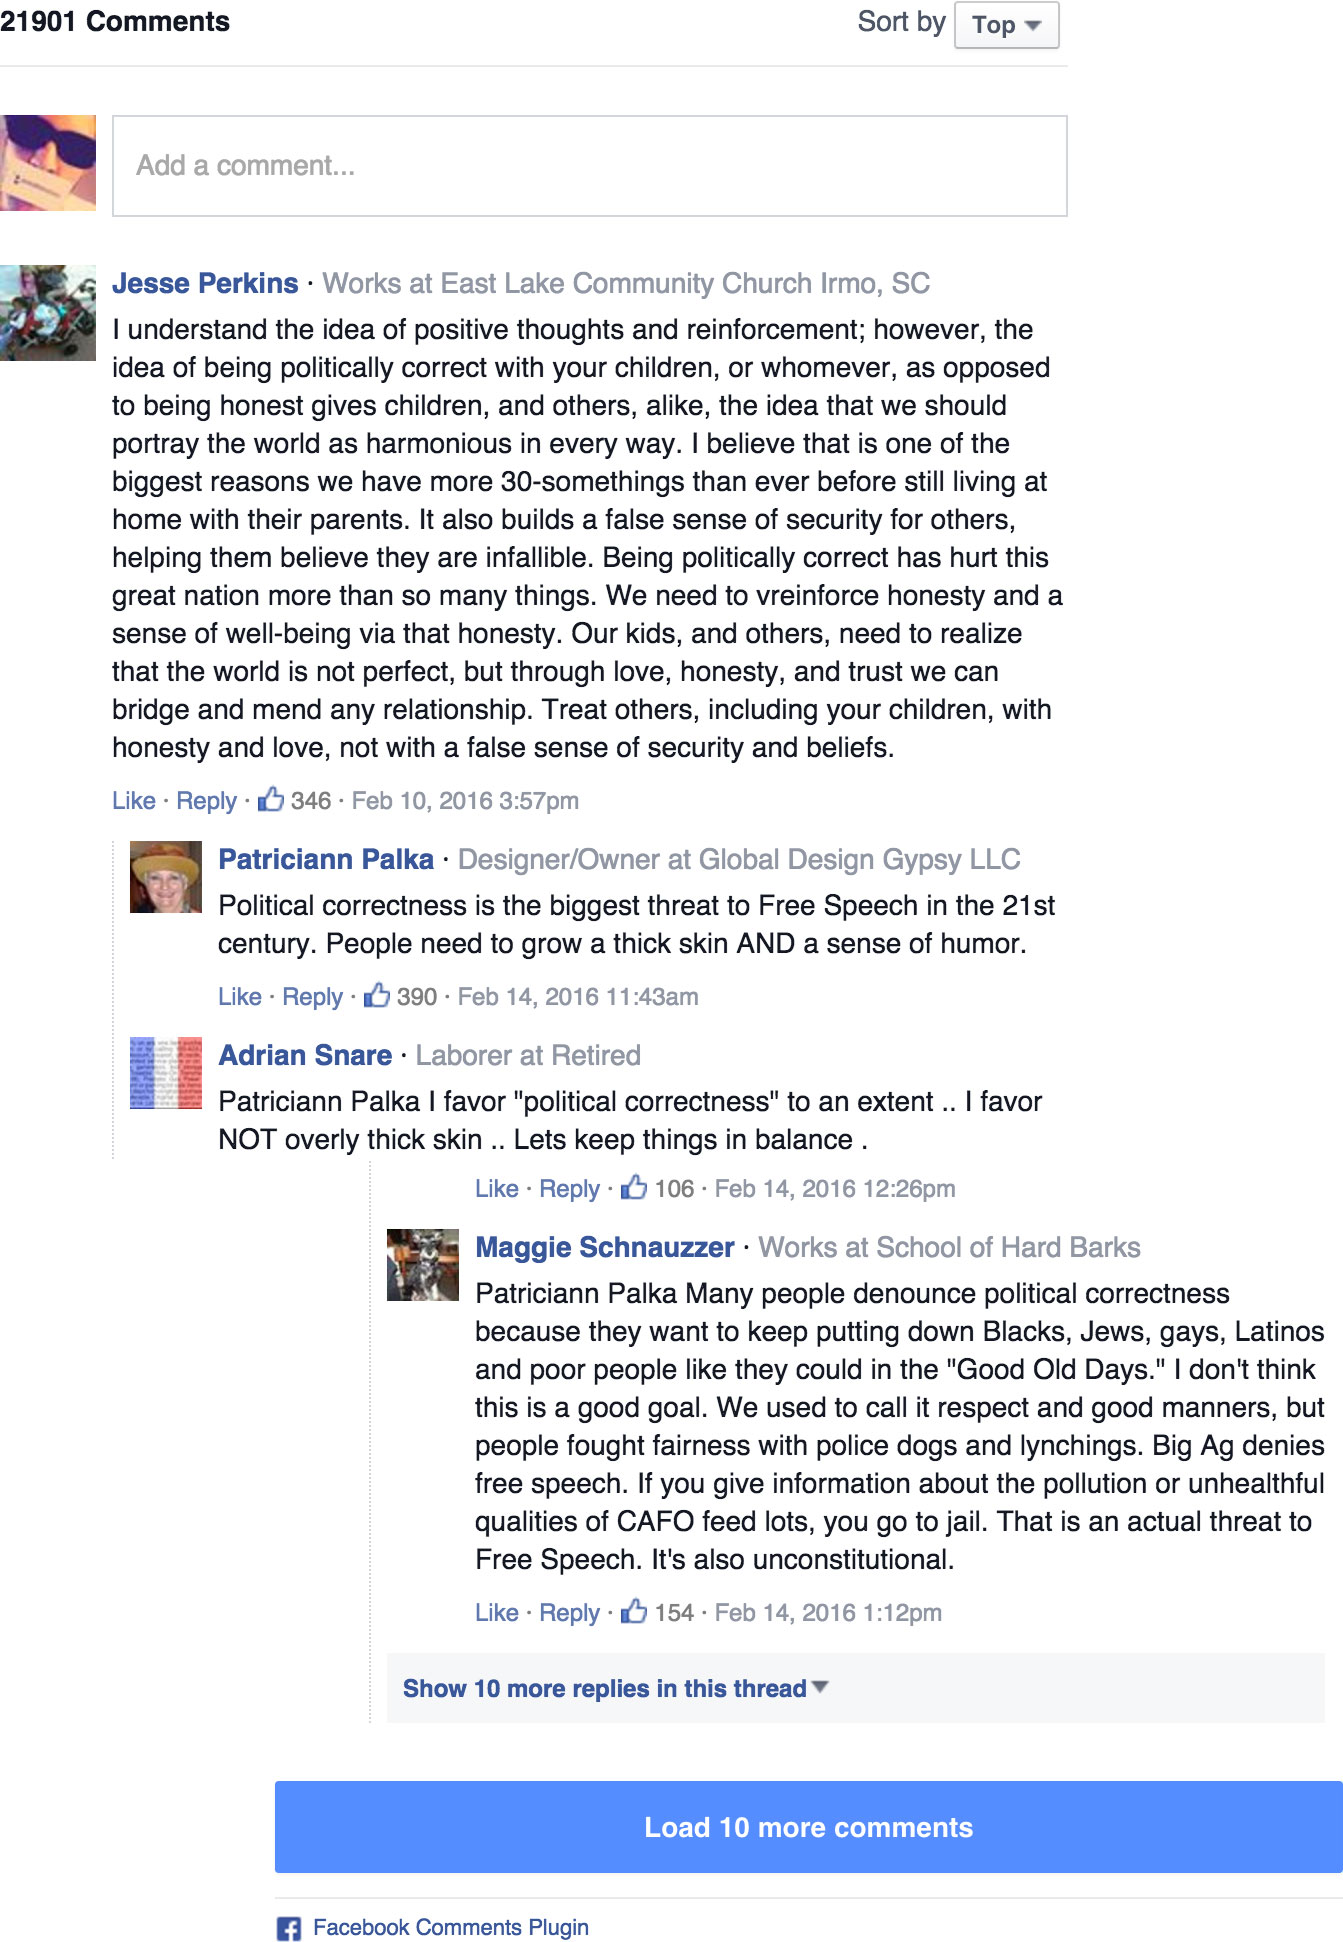 21901 Comments
Sort by Top
Add a comment...
Jesse Perkins · Works at East Lake Community Church Irmo, SC
I understand the idea of positive thoughts and reinforcement; however, the
idea of being politically correct with your children, or whomever, as opposed
to being honest gives children, and others, alike, the idea that we should
portray the world as harmonious in every way. I believe that is one of the
biggest reasons we have more 30-somethings than ever before still living at
home with their parents. It also builds a false sense of security for others,
helping them believe they are infallible. Being politically correct has hurt this
great nation more than so many things. We need to vreinforce honesty and a
sense of well-being via that honesty. Our kids, and others, need to realize
that the world is not perfect, but through love, honesty, and trust we can
bridge and mend any relationship. Treat others, including your children, with
honesty and love, not with a false sense of security and beliefs.
Like · Reply · 346 · Feb 10, 2016 3:57pm
Patriciann Palka · Designer/Owner at Global Design Gypsy LLC
Political correctness is the biggest threat to Free Speech in the 21st
century. People need to grow a thick skin AND a sense of humor.
Like · Reply · 390 · Feb 14, 2016 11:43am
Adrian Snare · Laborer at Retired
Patriciann Palka I favor "political correctness" to an extent .. I favor
NOT overly thick skin .. Lets keep things in balance .
Like · Reply · 106 · Feb 14, 2016 12:26pm
Maggie Schnauzzer · Works at School of Hard Barks
Patriciann Palka Many people denounce political correctness
because they want to keep putting down Blacks, Jews, gays, Latinos
and poor people like they could in the "Good Old Days." I don't think
this is a good goal. We used to call it respect and good manners, but
people fought fairness with police dogs and lynchings. Big Ag denies
free speech. If you give information about the pollution or unhealthful
qualities of CAFO feed lots, you go to jail. That is an actual threat to
Free Speech. It's also unconstitutional.
Like · Reply · 154 · Feb 14, 2016 1:12pm
Show 10 more replies in this thread
Load 10 more comments
Facebook Comments Plugin